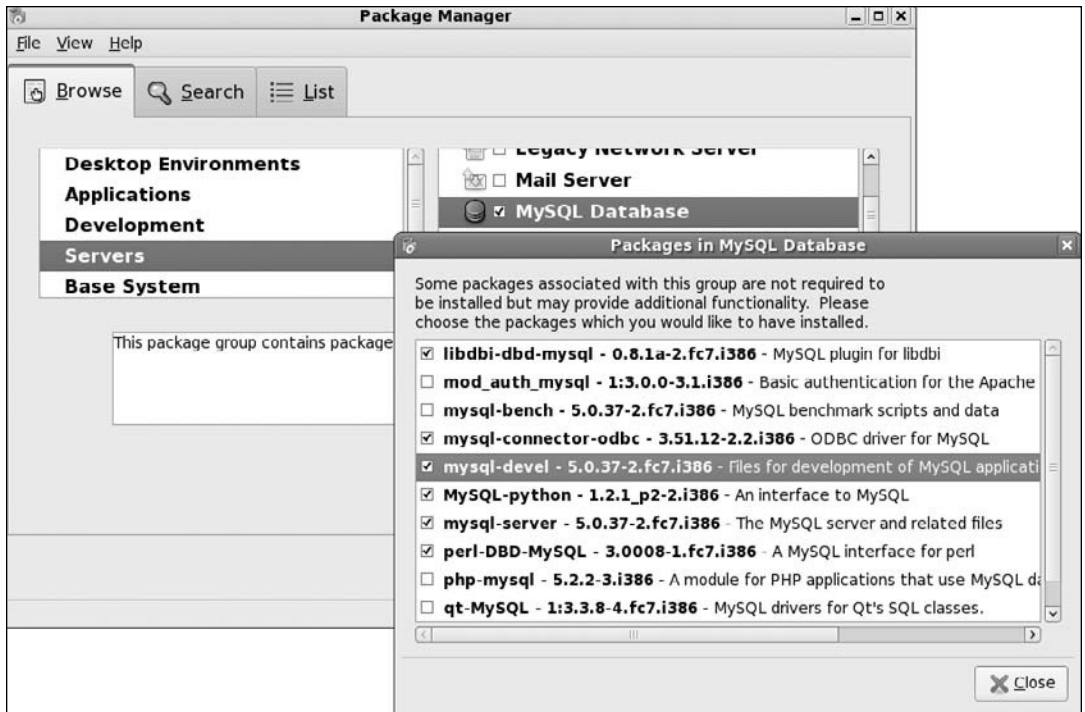 Package Manager
File View Help
Browse Search List
Desktop Environments
Applications
Development
Servers
Base System
Legacy Network Server
Mail Server
MySQL Database
This package group contains package
Packages in MySQL Database
Some packages associated with this group are not required to
be installed but may provide additional functionality. Please
choose the packages which you would like to have installed.
libdbi-dbd-mysql - 0.8.1a-2.fc7.i386 - MySQL plugin for libdbi
mod_auth_mysql - 1:3.0.0-3.1.i386 - Basic authentication for the Apache
mysql-bench - 5.0.37-2.fc7.i386 - MySQL benchmark scripts and data
mysql-connector-odbc - 3.51.12-2.2.i386 - ODBC driver for MySQL
mysql-devel - 5.0.37-2.fc7.i386 - Files for development of MySQL applicati
MySQL-python - 1.2.1_p2-2.i386 - An interface to MySQL
mysql-server - 5.0.37-2.fc7.i386 - The MySQL server and related files
perl-DBD-MySQL - 3.0008-1.fc7.i386 - A MySQL interface for perl
php-mysql - 5.2.2-3.i386 - A module for PHP applications that use MySQL da
qt-MySQL - 1:3.3.8-4.fc7.i386 - MySQL drivers for Qt's SQL classes.
Close